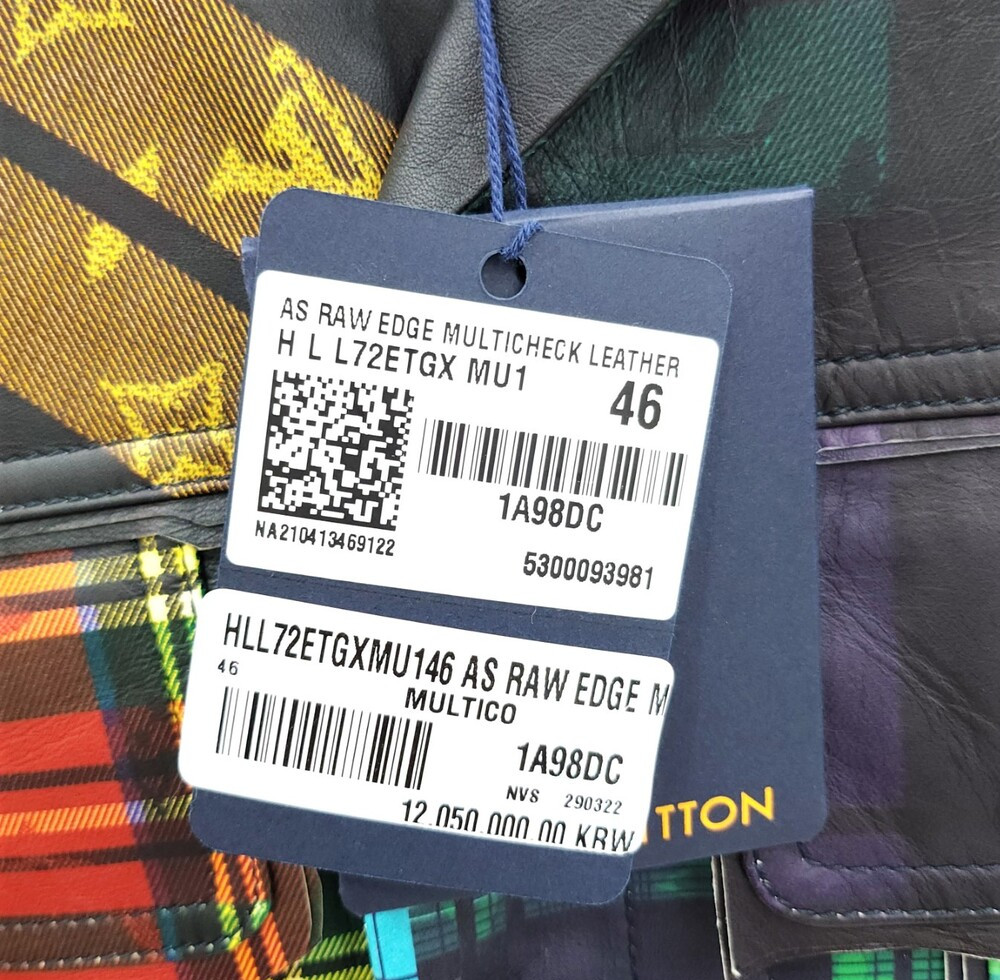 AS RAW EDGE MULTICHECK LEATHER
H L L72ETGX MU1
46
1A98DC
NA210413469122
5300093981
HLL72ETGXMU146 AS RAW EDGE M
46
MULTICO
1A98DC
NVS 290322
12.050.000,00 KRW
TTON